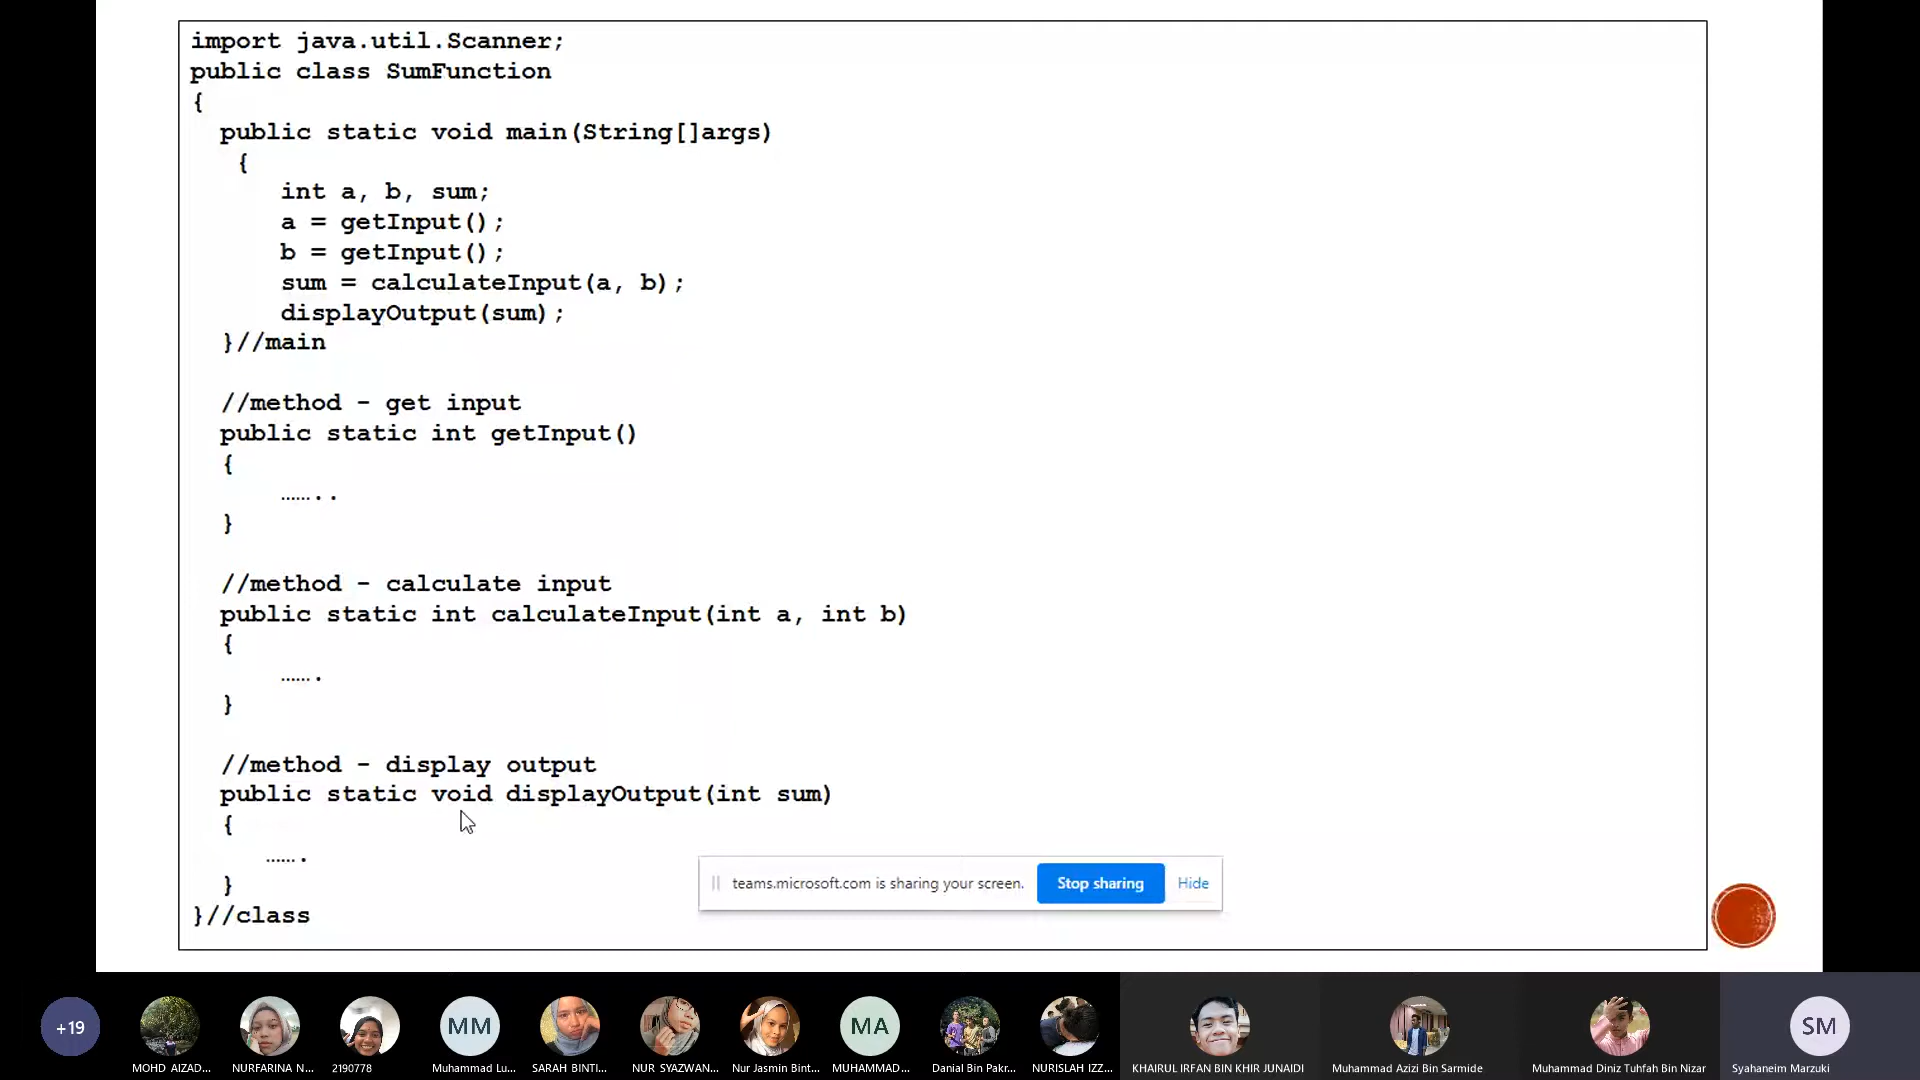 import java.util.Scanner;
public class SumFunction
{
public static void main(String[]args)
{
int a, b, sum;
a = getInput();
b = getInput();
sum = calculateInput(a, b);
displayOutput(sum);
}//main
//method - get input
public static int getInput()
{
……..
}
//method - calculate input
public static int calculateInput(int a, int b)
{
…….
}
//method - display output
public static void displayOutput(int sum)
{
…….
}
}//class
teams.microsoft.com is sharing your screen. Stop sharing Hide
+19 MM MA SM
MOHD AIZAD... NURFARINA N... 2190778 Muhammad Lu... SARAH BINTI... NUR SYAZWAN... Nur Jasmin Bint... MUHAMMAD... Danial Bin Pakr... NURISLAH IZZ... KHAIRUL IRFAN BIN KHIR JUNAIDI Muhammad Azizi Bin Sarmide Muhammad Diniz Tuhfah Bin Nizar Syahaneim Marzuki